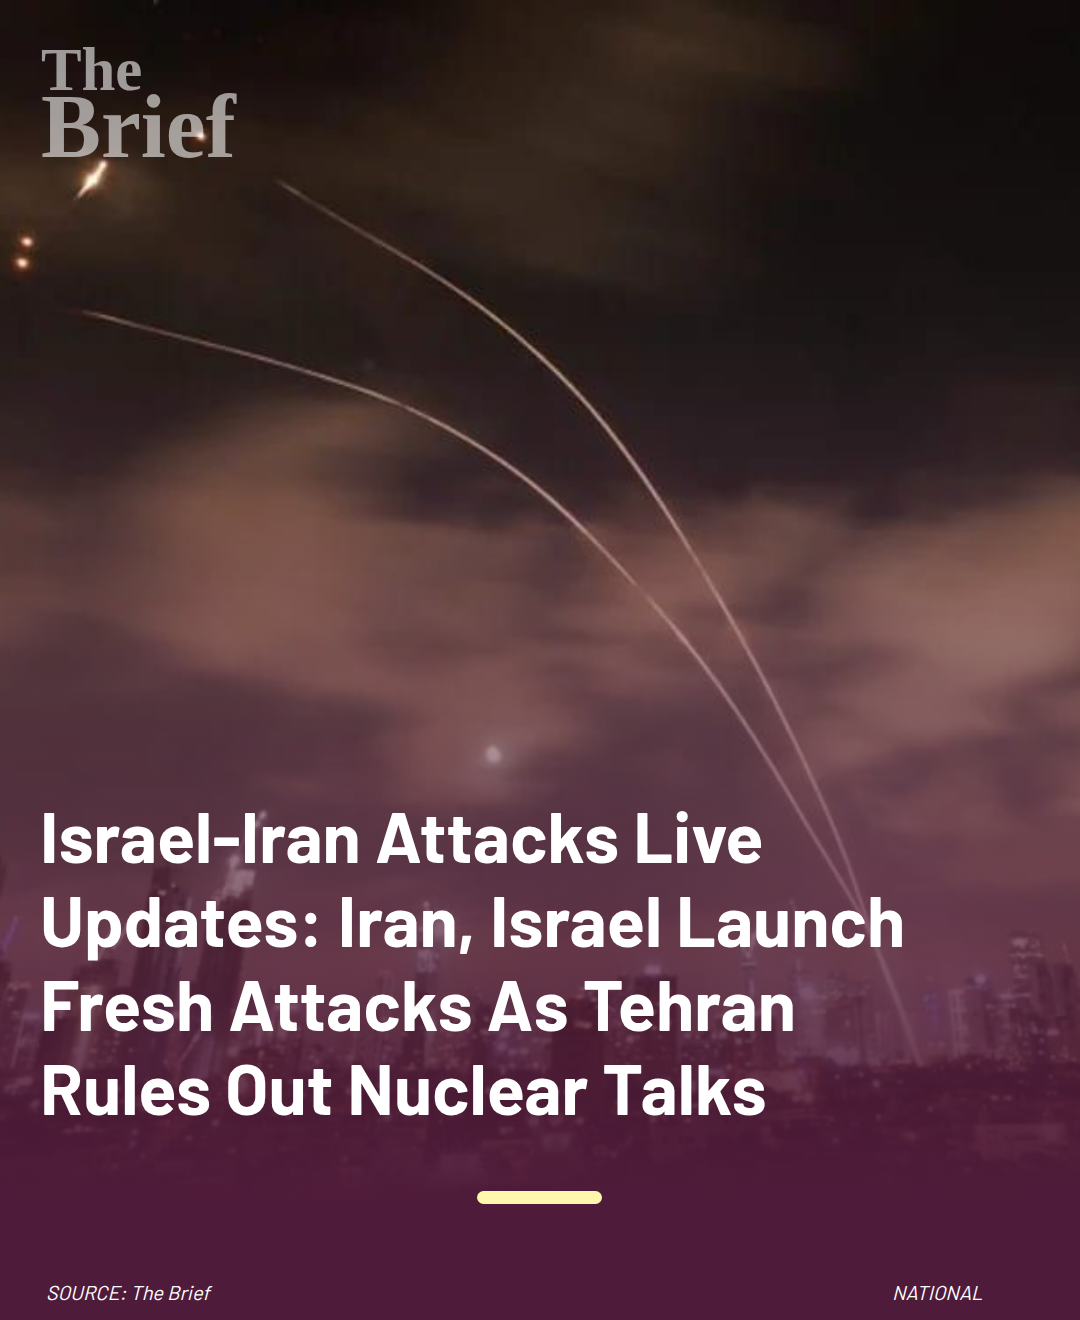 The
Brief
Israel-Iran Attacks Live
Updates: Iran, Israel Launch
Fresh Attacks As Tehran
Rules Out Nuclear Talks
SOURCE: The Brief
NATIONAL